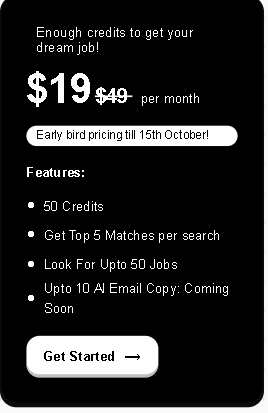 Enough credits to get your
dream job!
$19 $49 per month
Early bird pricing till 15th October!
Features:
50 Credits
Get Top 5 Matches per search
Look For Upto 50 Jobs
Upto 10 AI Email Copy: Coming
Soon
Get Started →